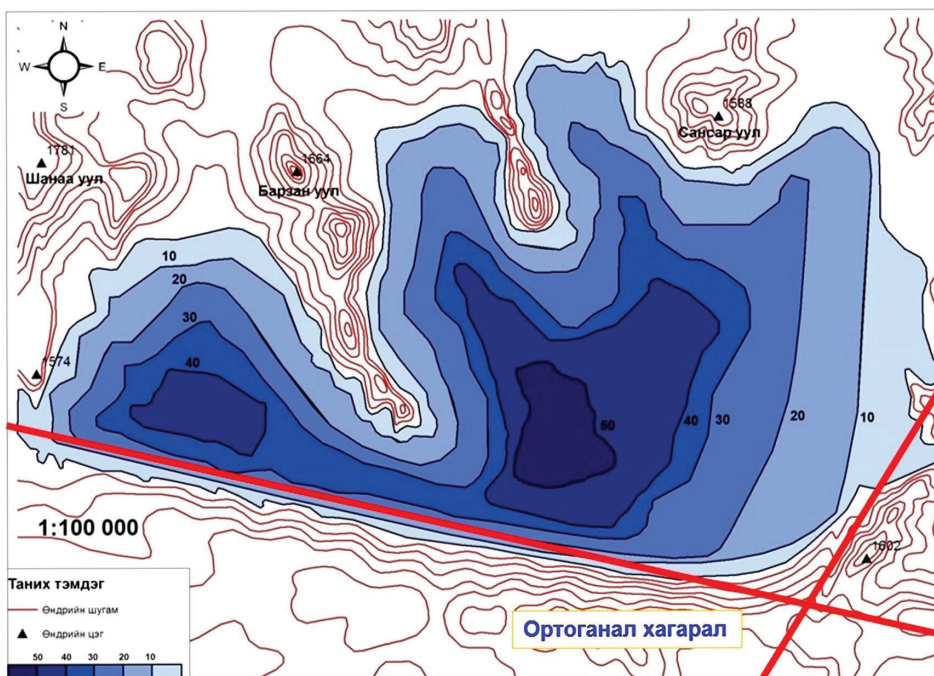 N
W E
S
1588
Сансар уул
1781
Шанаа уул
1664
Барзан уул
10
20
30
40
1574
50
40
30
20
10
1:100 000
1602
Таних тэмдэг
Өндрийн шугам
Өндрийн цэг
50 40 30 20 10
Ортоганал хагарал